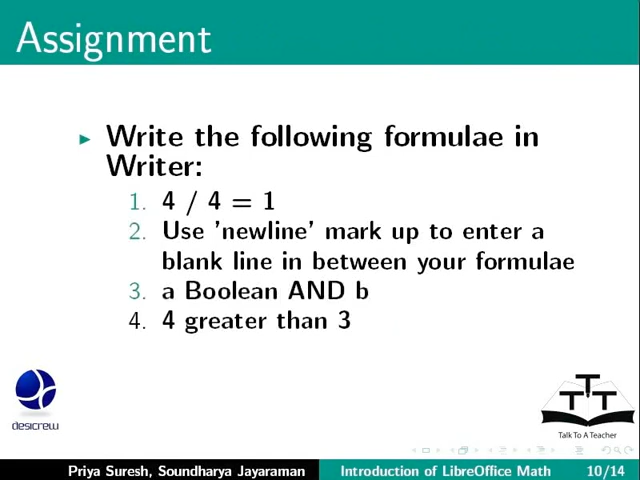 Assignment
Write the following formulae in
Writer:
1. 4 / 4 = 1
2. Use 'newline' mark up to enter a
blank line in between your formulae
3. a Boolean AND b
4. 4 greater than 3
desicrew
T T T
Talk To A Teacher
Priya Suresh, Soundharya Jayaraman Introduction of LibreOffice Math 10/14